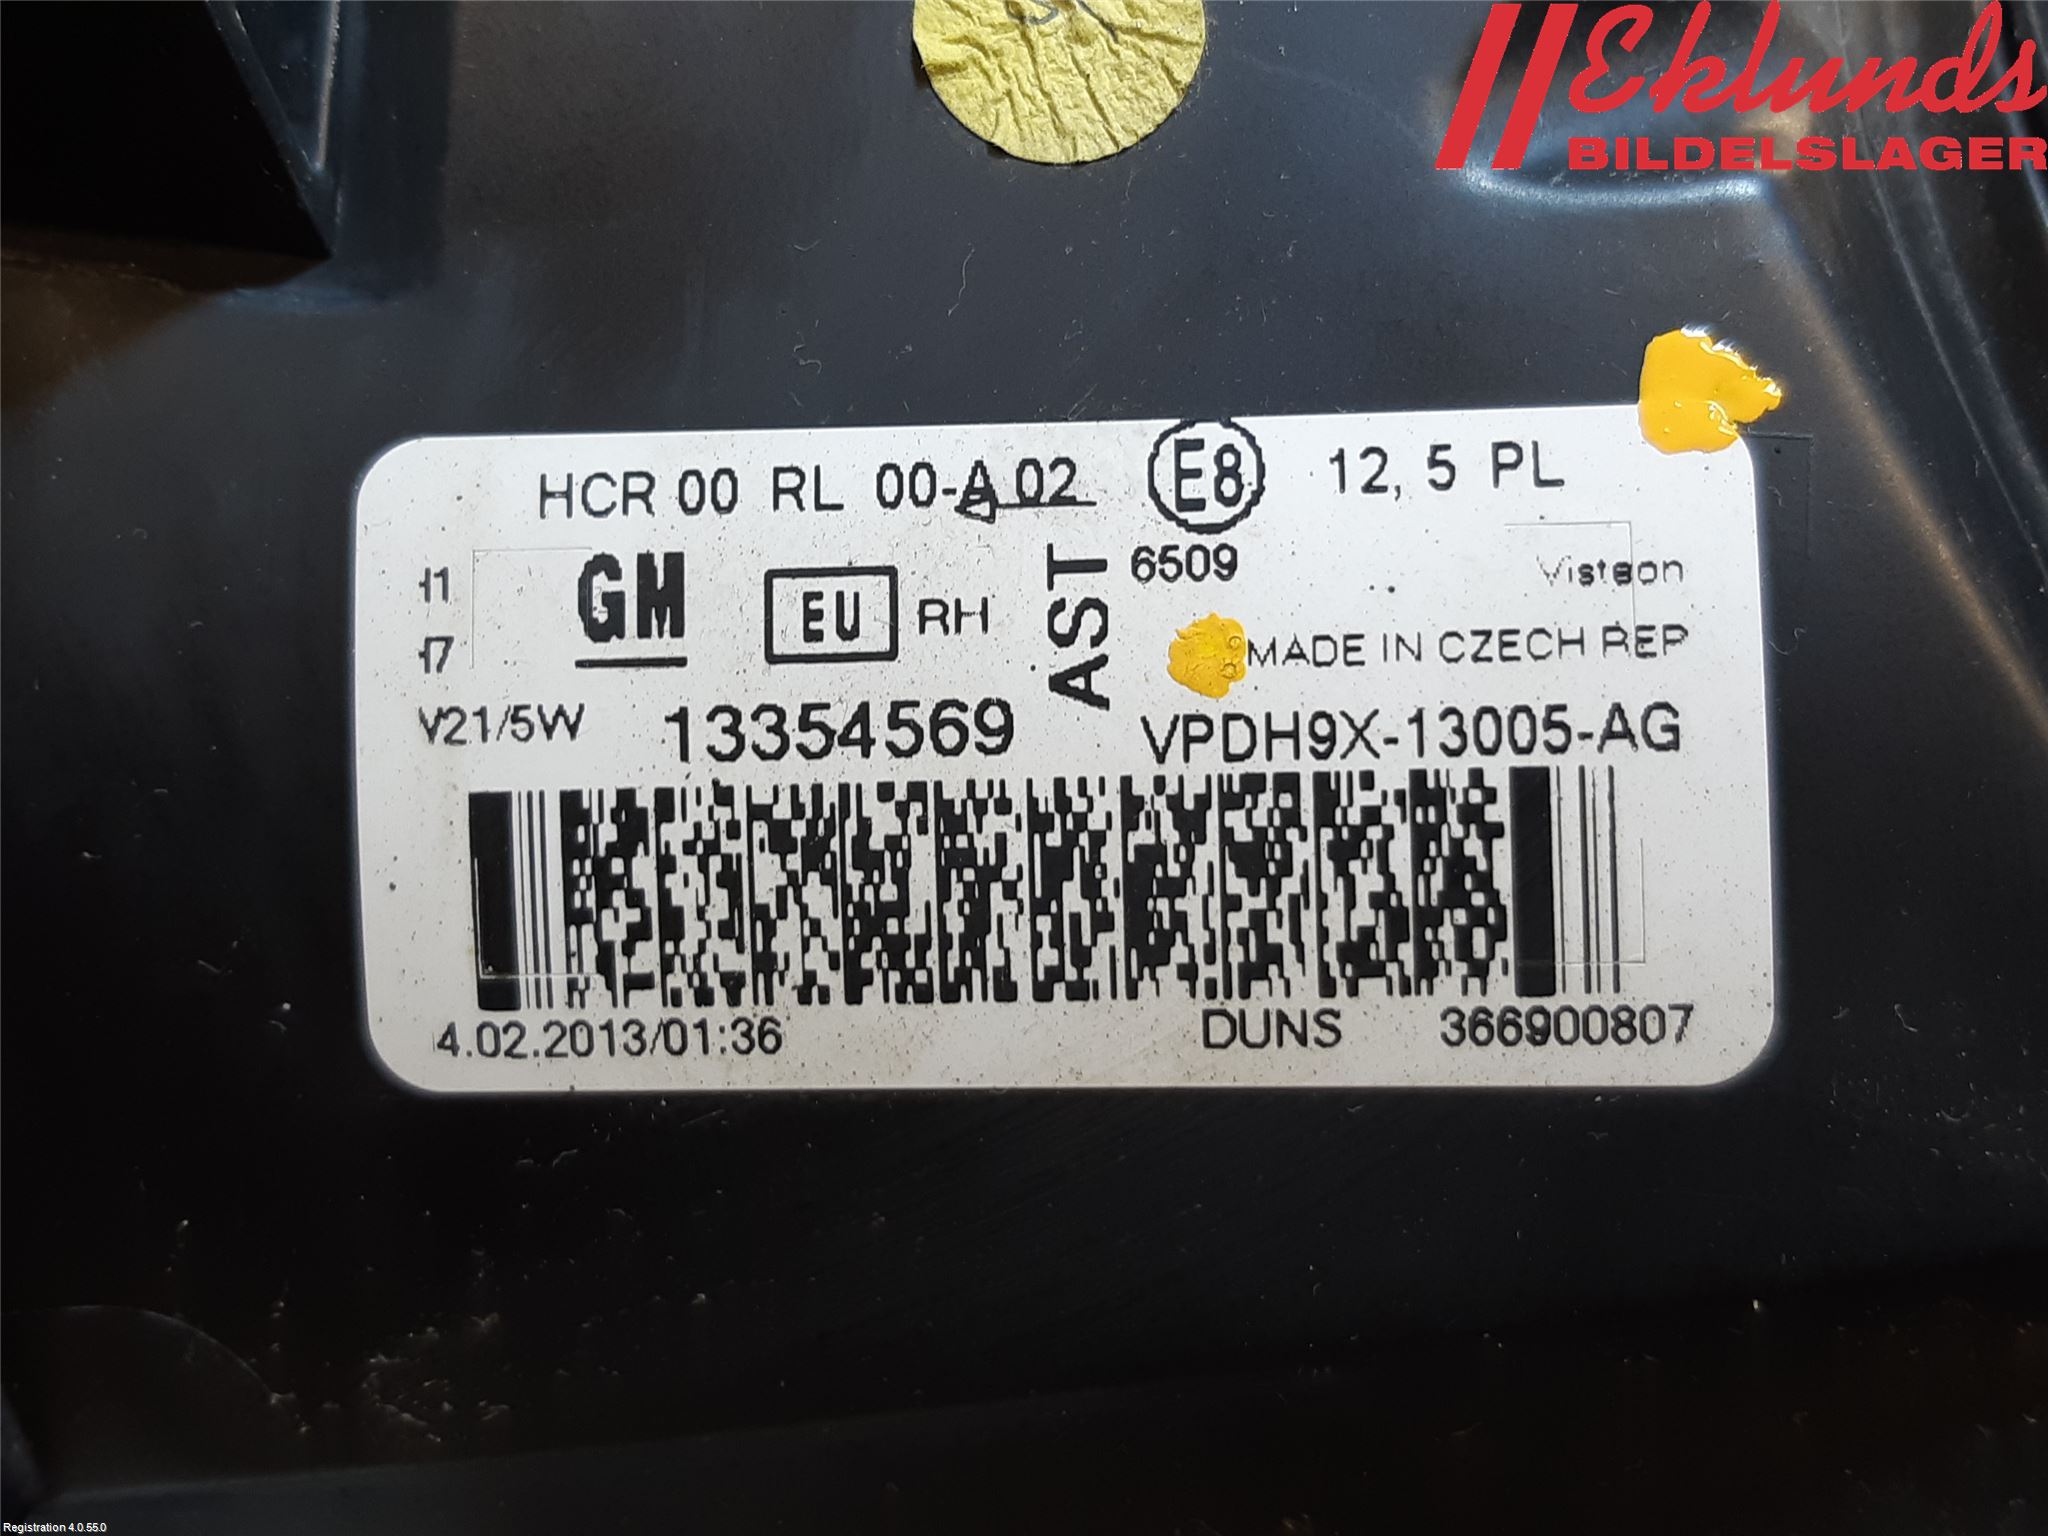 Eklunds
BILDELSLAGER
HCR 00 RL 00-A 02 E8 12, 5 PL
6509
Visteon
GM EU RH AST
MADE IN CZECH REP
V21/5W 13354569 VPDH9X-13005-AG
4.02.2013/01:36 DUNS 366900807
Registration 4.0.55.0